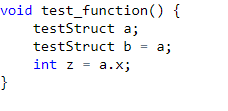 void test_function() {
    testStruct a;
    testStruct b = a;
    int z = a.x;
}